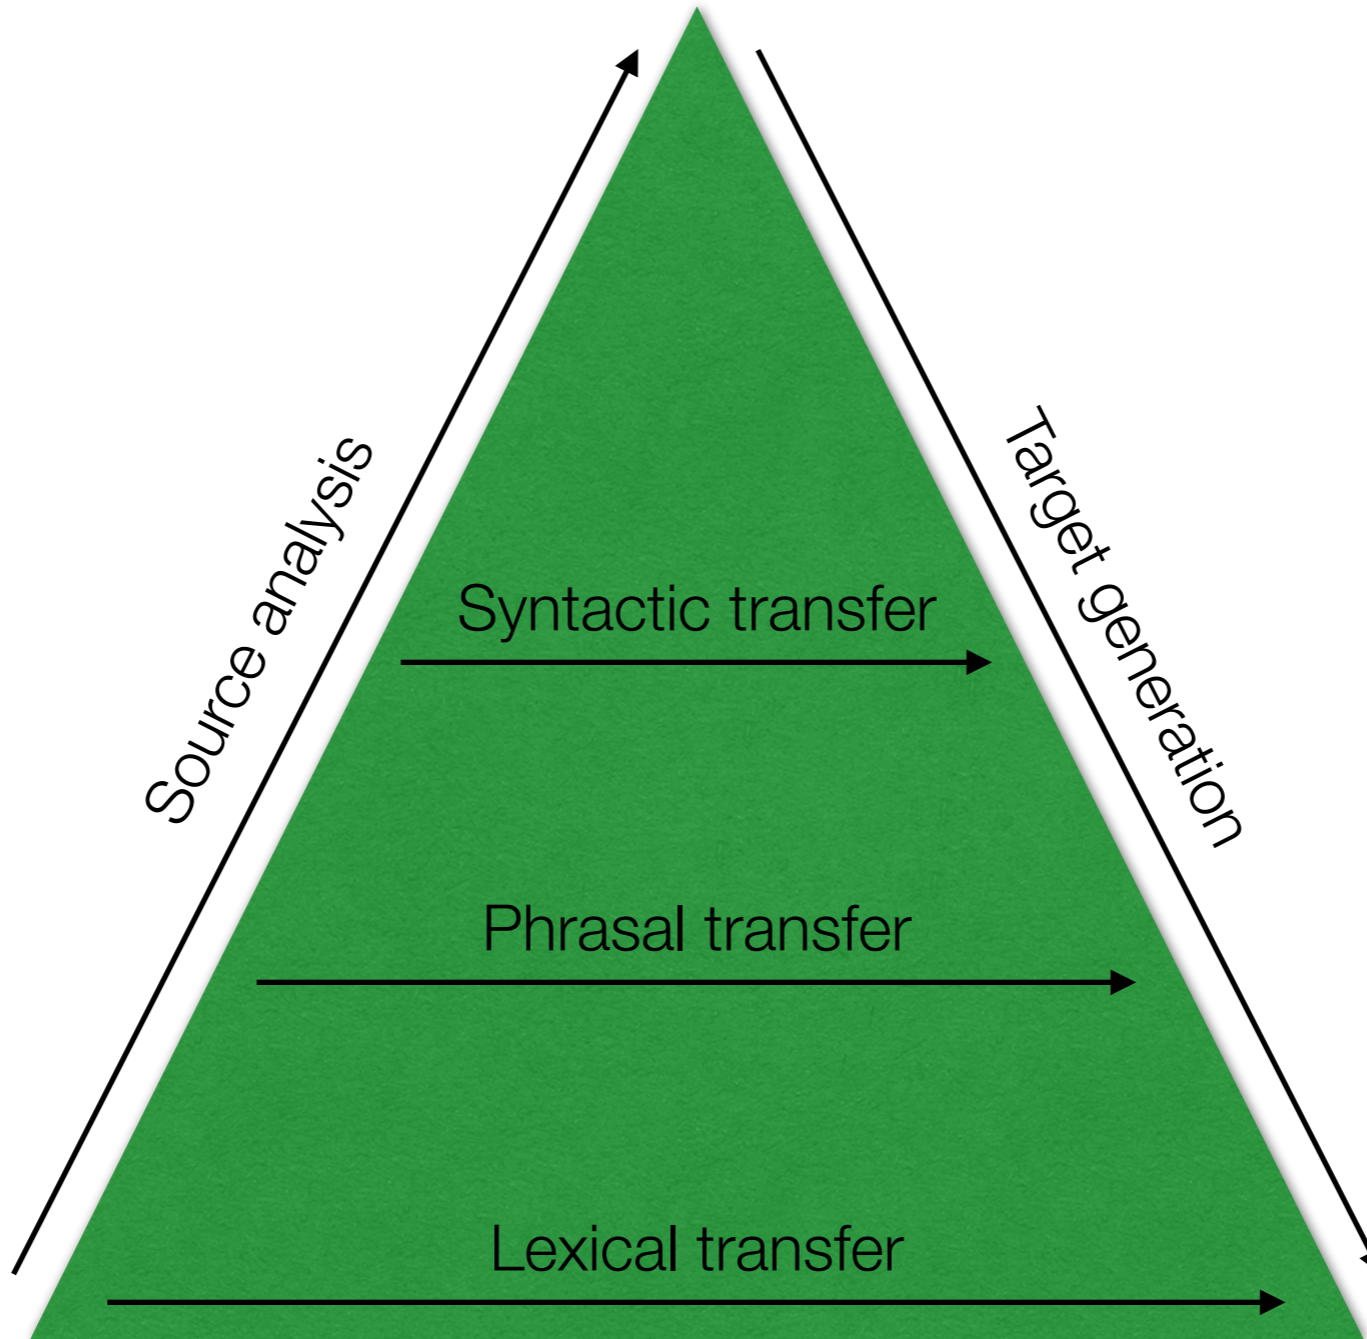 Source analysis
Target generation
Syntactic transfer
Phrasal transfer
Lexical transfer